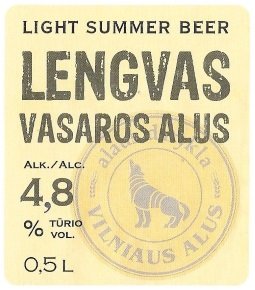 LIGHT SUMMER BEER
LENGVAS
VASAROS ALUS
ALK./ALC.
4,8
% TŪRIO
VOL.
0,5 L
VILNIAUS ALUS